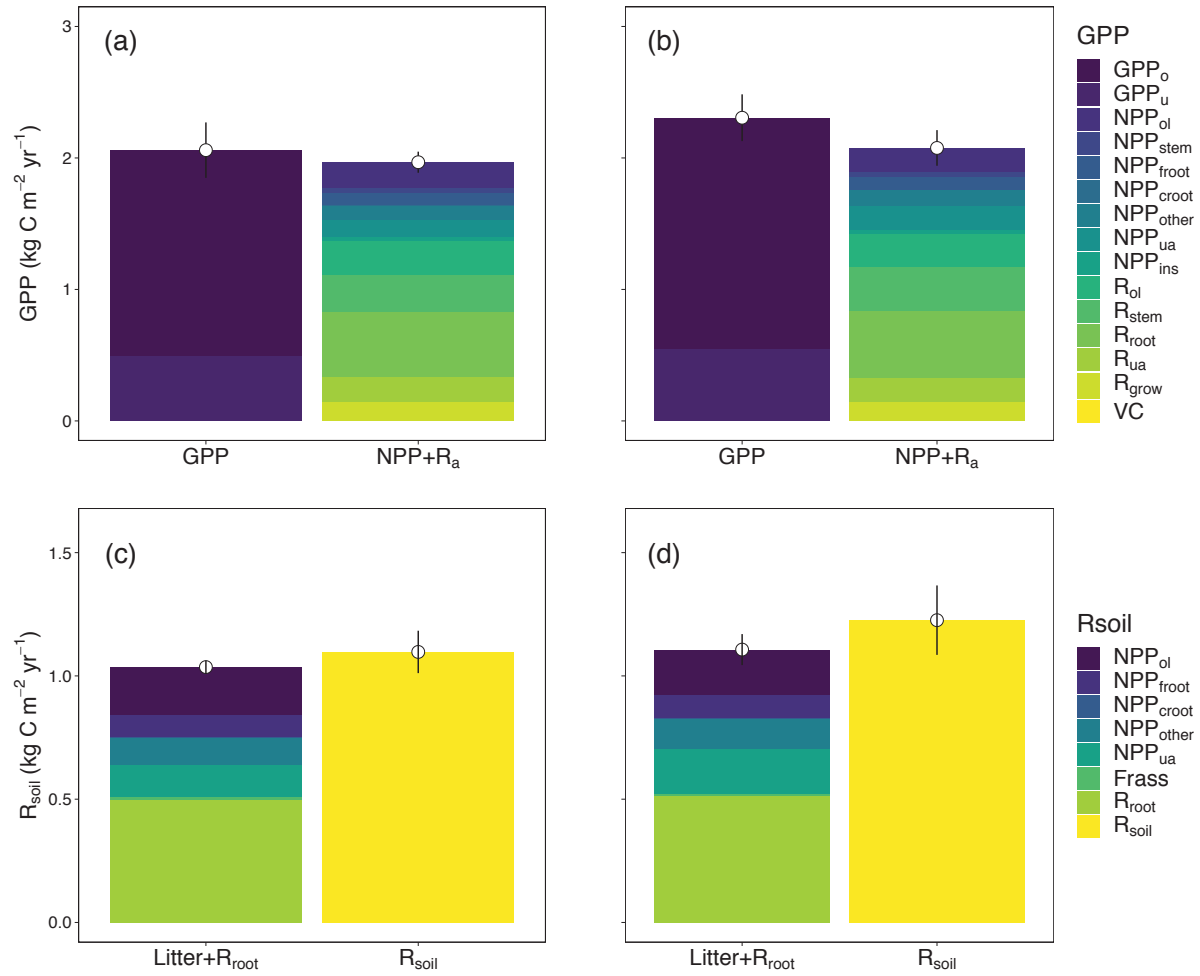 (a)
(b)
3
2
1
0
GPP (kg C m⁻² yr⁻¹)
GPP
NPP+Rₐ
GPP
NPP+Rₐ
GPP
GPPo
GPPu
NPPol
NPPstem
NPPfroot
NPPcroot
NPPother
NPPua
NPPins
Rol
Rstem
Rroot
Rua
Rgrow
VC
(c)
(d)
1.5
1.0
0.5
0.0
Rsoil (kg C m⁻² yr⁻¹)
Litter+Rroot
Rsoil
Litter+Rroot
Rsoil
Rsoil
NPPol
NPPfroot
NPPcroot
NPPother
NPPua
Frass
Rroot
Rsoil